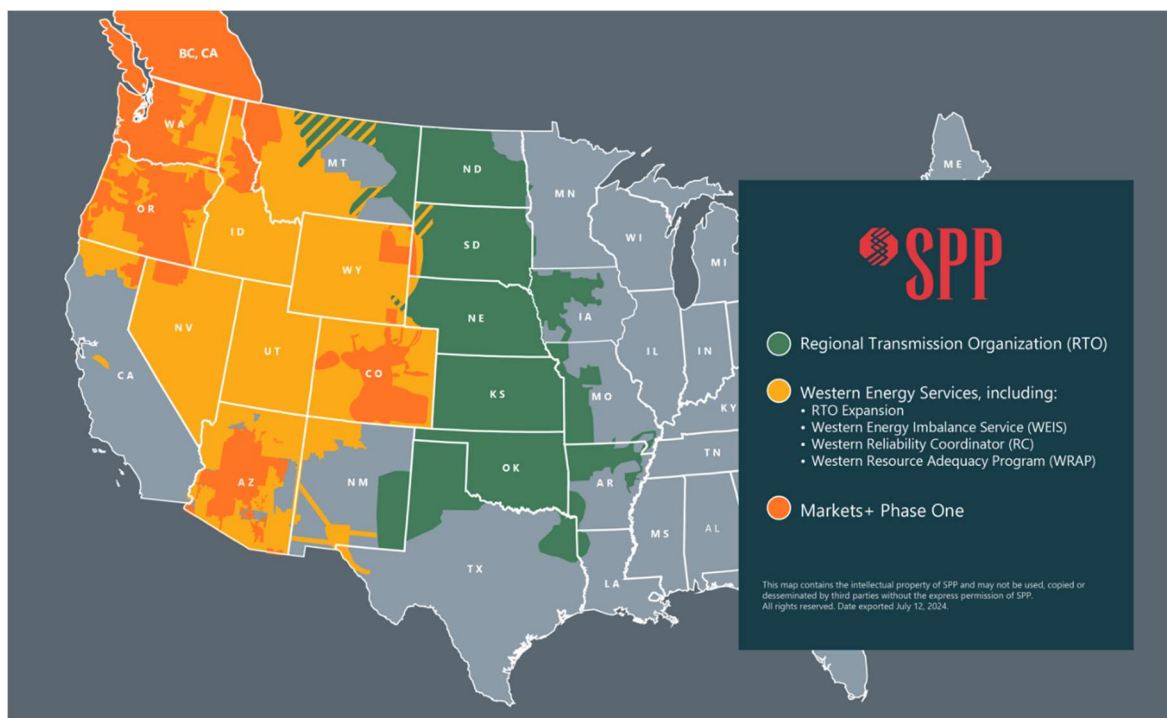 BC, CA
WA
MT
ND
MN
ME
OR
ID
SD
WI
MI
WY
NV
UT
NE
IA
CA
CO
IL
IN
KS
MO
KY
TN
AZ
NM
OK
AR
MS
AL
TX
LA
SPP
Regional Transmission Organization (RTO)
Western Energy Services, including:
• RTO Expansion
• Western Energy Imbalance Service (WEIS)
• Western Reliability Coordinator (RC)
• Western Resource Adequacy Program (WRAP)
Markets+ Phase One
This map contains the intellectual property of SPP and may not be used, copied or
desseminated by third parties without the express permission of SPP.
All rights reserved. Date exported July 12, 2024.